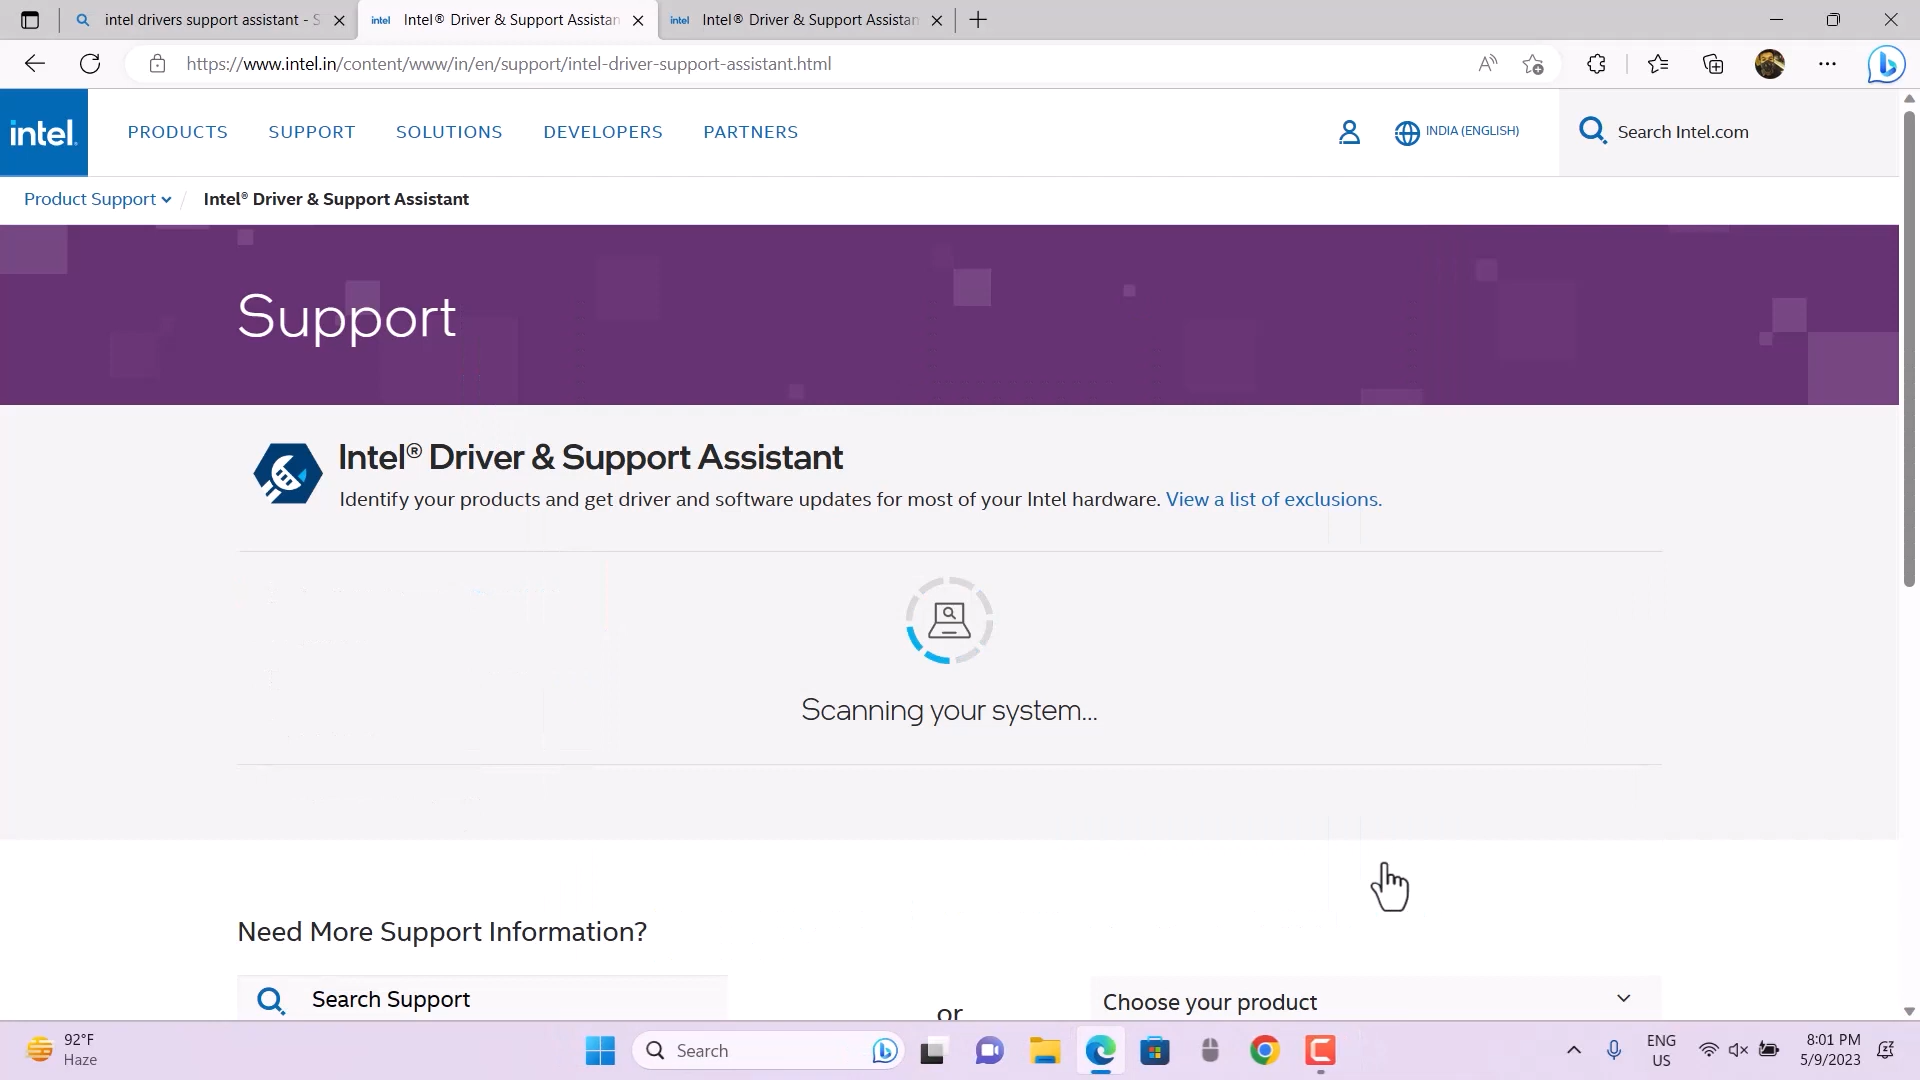 intel drivers support assistant - S
intel Intel® Driver & Support Assistan
intel Intel® Driver & Support Assistan
https://www.intel.in/content/www/in/en/support/intel-driver-support-assistant.html
intel.
PRODUCTS SUPPORT SOLUTIONS DEVELOPERS PARTNERS
INDIA (ENGLISH)
Search Intel.com
Product Support / Intel® Driver & Support Assistant
Support
Intel® Driver & Support Assistant
Identify your products and get driver and software updates for most of your Intel hardware. View a list of exclusions.
Scanning your system...
Need More Support Information?
Search Support
or
Choose your product
92°F
Haze
Search
ENG
US
8:01 PM
5/9/2023